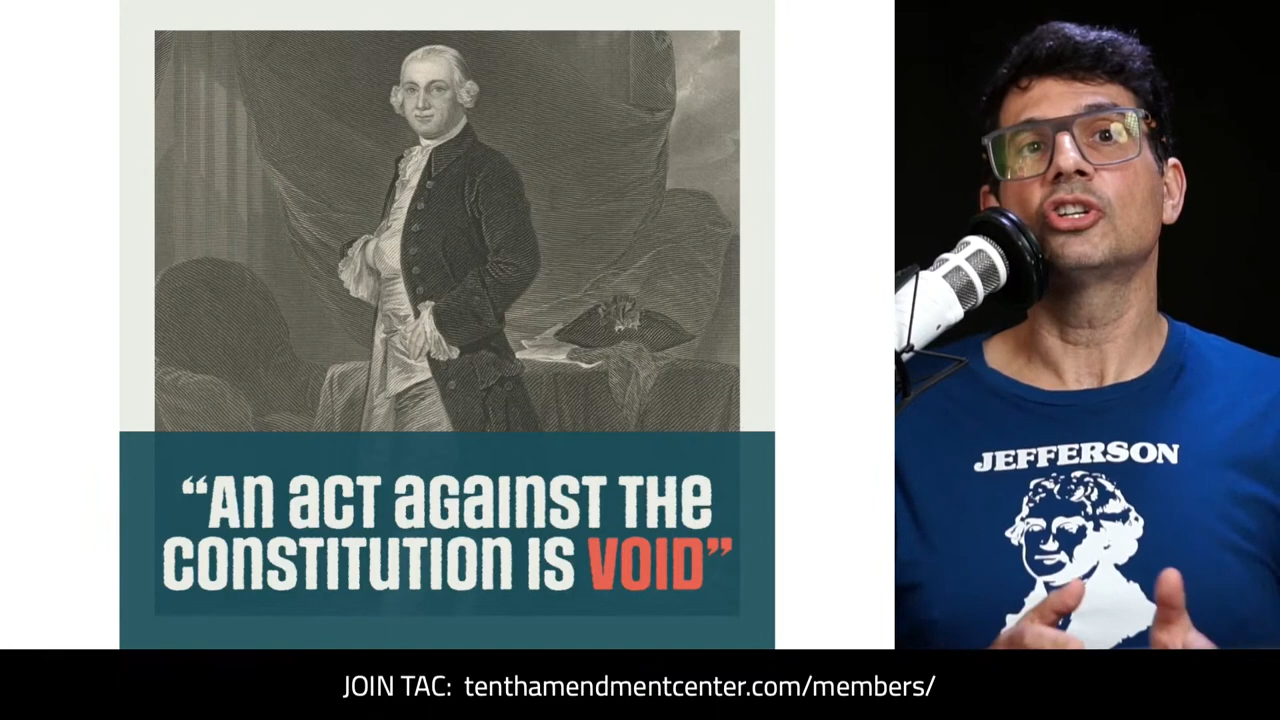 “An act against the
constitution is void”
JEFFERSON
JOIN TAC: tenthamendmentcenter.com/members/